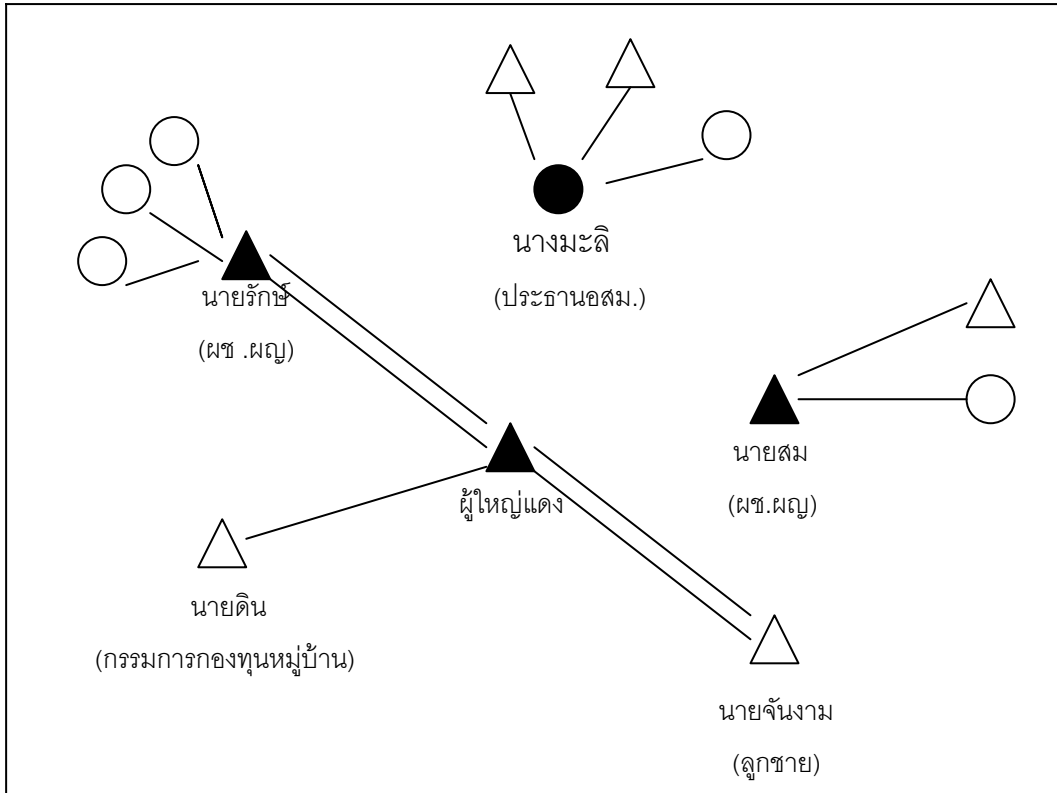 นางมะลิ
(ประธานอสม.)
นายรักษ์
(ผช .ผญ)
นายสม
(ผช.ผญ)
ผู้ใหญ่แดง
นายดิน
(กรรมการกองทุนหมู่บ้าน)
นายจันงาม
(ลูกชาย)